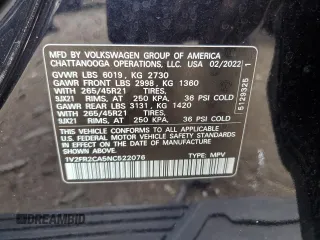 MFD BY VOLKSWAGEN GROUP OF AMERICA
CHATTANOOGA OPERATIONS, LLC. USA 02/2022
GVWR LBS 6019, KG 2730
GAWR FRONT LBS 2998, KG 1360
WITH 265/45R21 TIRES,
9JX21 RIMS, AT 250 KPA, 36 PSI COLD
GAWR REAR LBS 3131, KG 1420
WITH 265/45R21 TIRES,
9JX21 RIMS, AT 250 KPA, 36 PSI COLD
THIS VEHICLE CONFORMS TO ALL APPLICABLE
FEDERAL MOTOR VEHICLE SAFETY
STANDARDS IN EFFECT ON THE DATE OF
MANUFACTURE SHOWN ABOVE.
1V2FR2CA5NC522076 TYPE: MPV
5129325 1
DREAMBID